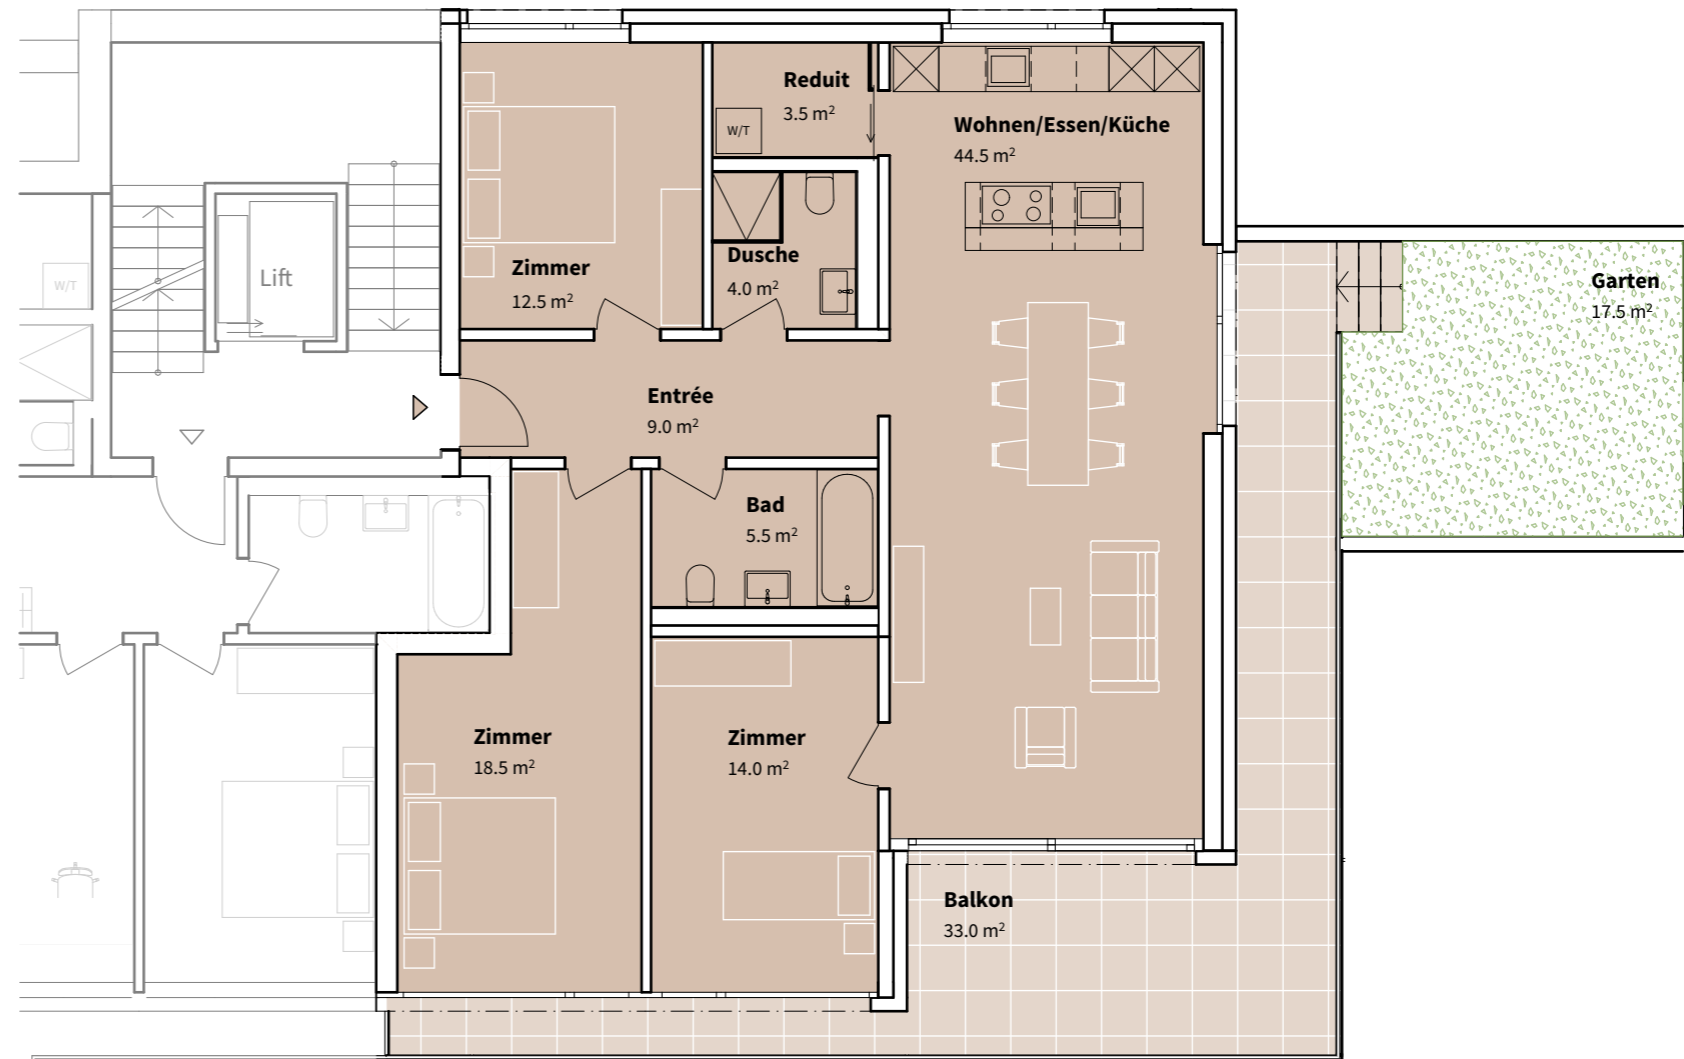 Reduit
3.5 m²
W/T
Wohnen/Essen/Küche
44.5 m²
Zimmer
12.5 m²
Dusche
4.0 m²
Lift
W/T
Garten
17.5 m²
Entrée
9.0 m²
Bad
5.5 m²
Zimmer
18.5 m²
Zimmer
14.0 m²
Balkon
33.0 m²